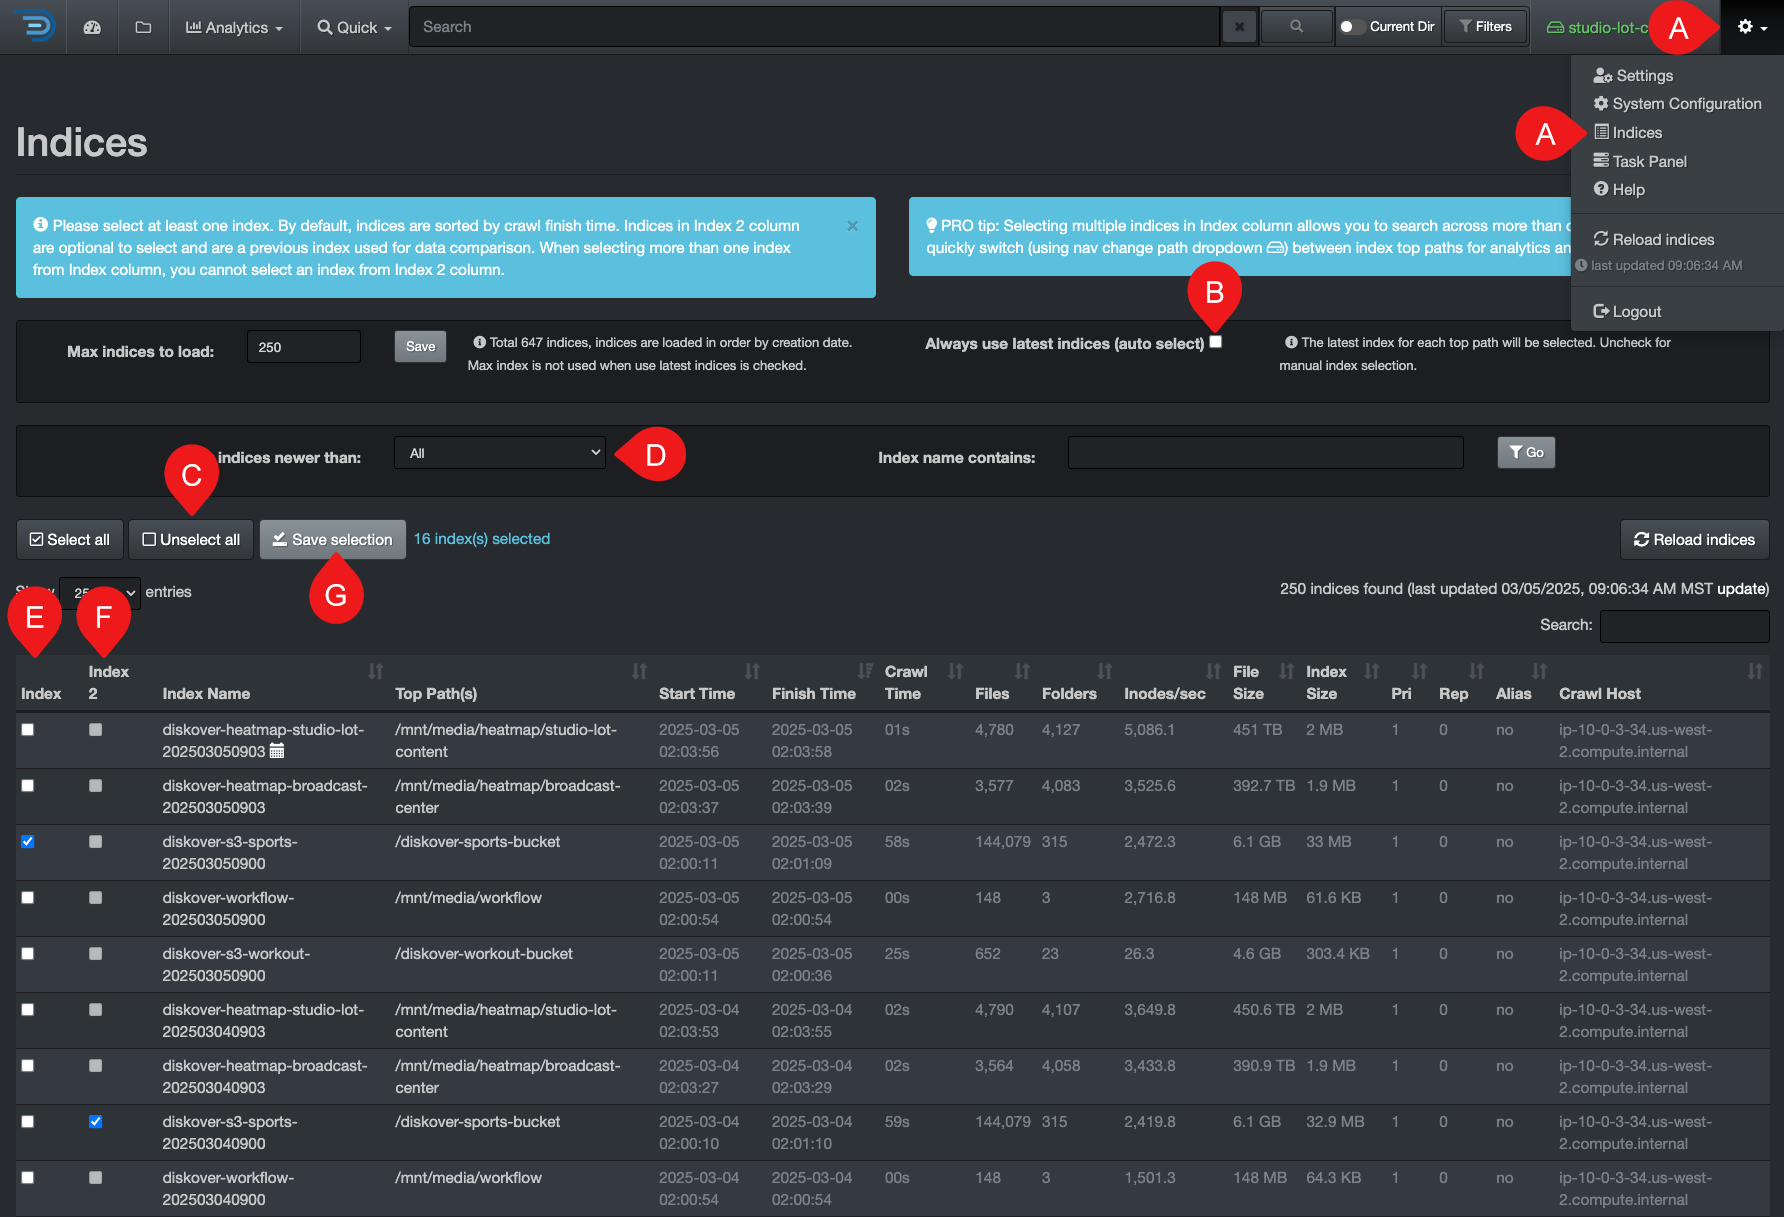 Analytics
Quick
Search
Current Dir
Filters
studio-lot-c
A
Settings
System Configuration
A
Indices
Task Panel
Help
Reload indices
last updated 09:06:34 AM
Logout
Indices
Please select at least one index. By default, indices are sorted by crawl finish time. Indices in Index 2 column
are optional to select and are a previous index used for data comparison. When selecting more than one index
from Index column, you cannot select an index from Index 2 column.
×
PRO tip: Selecting multiple indices in Index column allows you to search across more than
quickly switch (using nav change path dropdown ) between index top paths for analytics
B
Max indices to load:
250
Save
Total 647 indices, indices are loaded in order by creation date.
Max index is not used when use latest indices is checked.
Always use latest indices (auto select)
The latest index for each top path will be selected. Uncheck for
manual index selection.
C
indices newer than:
All
D
Index name contains:
Go
Select all
Unselect all
Save selection
16 index(s) selected
Reload indices
G
entries
250 indices found (last updated 03/05/2025, 09:06:34 AM MST update)
Search:
E
F
Index
Index 2
Index Name
Top Path(s)
Start Time
Finish Time
Crawl Time
Files
Folders
Inodes/sec
File Size
Index Size
Pri
Rep
Alias
Crawl Host
diskover-heatmap-studio-lot- /mnt/media/heatmap/studio-lot- 2025-03-05 2025-03-05 01s 4,780 4,127 5,086.1 451 TB 2 MB 1 0 no ip-10-0-3-34.us-west-
202503050903 content 02:03:56 02:03:58 2.compute.internal
diskover-heatmap-broadcast- /mnt/media/heatmap/broadcast- 2025-03-05 2025-03-05 02s 3,577 4,083 3,525.6 392.7 TB 1.9 MB 1 0 no ip-10-0-3-34.us-west-
202503050903 center 02:03:37 02:03:39 2.compute.internal
diskover-s3-sports- /diskover-sports-bucket 2025-03-05 2025-03-05 58s 144,079 315 2,472.3 6.1 GB 33 MB 1 0 no ip-10-0-3-34.us-west-
202503050900 02:00:11 02:01:09 2.compute.internal
diskover-workflow- /mnt/media/workflow 2025-03-05 2025-03-05 00s 148 3 2,716.8 148 MB 61.6 KB 1 0 no ip-10-0-3-34.us-west-
202503050900 02:00:54 02:00:54 2.compute.internal
diskover-s3-workout- /diskover-workout-bucket 2025-03-05 2025-03-05 25s 652 23 26.3 4.6 GB 303.4 KB 1 0 no ip-10-0-3-34.us-west-
202503050900 02:00:11 02:00:36 2.compute.internal
diskover-heatmap-studio-lot- /mnt/media/heatmap/studio-lot- 2025-03-04 2025-03-04 02s 4,790 4,107 3,649.8 450.6 TB 2 MB 1 0 no ip-10-0-3-34.us-west-
202503040903 content 02:03:53 02:03:55 2.compute.internal
diskover-heatmap-broadcast- /mnt/media/heatmap/broadcast- 2025-03-04 2025-03-04 02s 3,564 4,058 3,433.8 390.9 TB 1.9 MB 1 0 no ip-10-0-3-34.us-west-
202503040903 center 02:03:27 02:03:29 2.compute.internal
diskover-s3-sports- /diskover-sports-bucket 2025-03-04 2025-03-04 59s 144,079 315 2,419.8 6.1 GB 32.9 MB 1 0 no ip-10-0-3-34.us-west-
202503040900 02:00:10 02:01:10 2.compute.internal
diskover-workflow- /mnt/media/workflow 2025-03-04 2025-03-04 00s 148 3 1,501.3 148 MB 64.3 KB 1 0 no ip-10-0-3-34.us-west-
202503040900 02:00:54 02:00:54 2.compute.internal